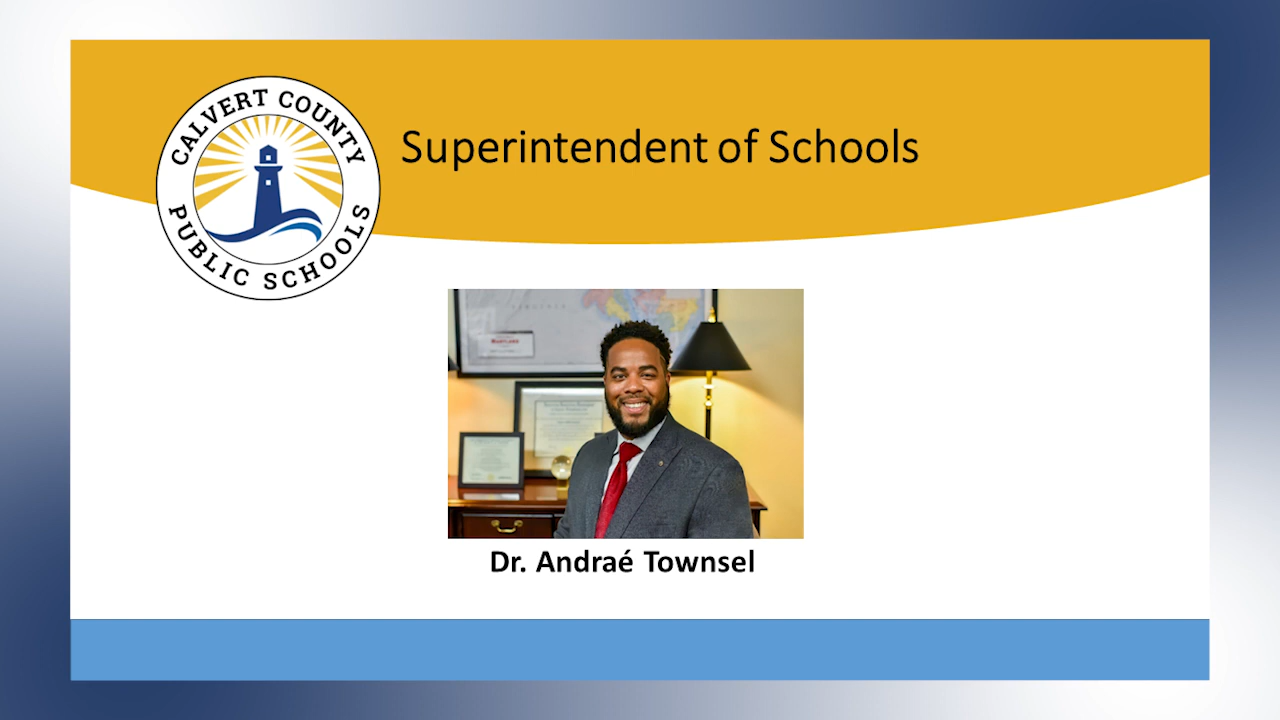 CALVERT COUNTY
PUBLIC SCHOOLS
Superintendent of Schools
MARYLAND
Dr. Andraé Townsel